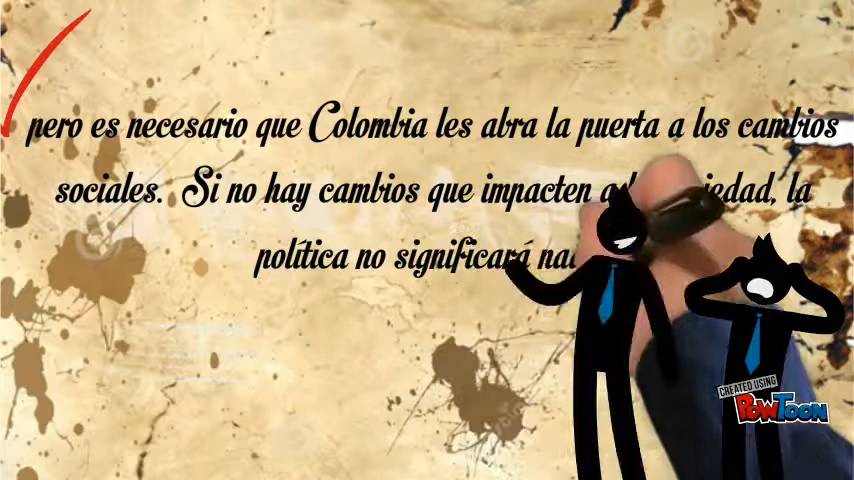 pero es necesario que Colombia les abra la puerta a los cambios
sociales. Si no hay cambios que impacten
la
política no significará
CREATED USING
POWTOON